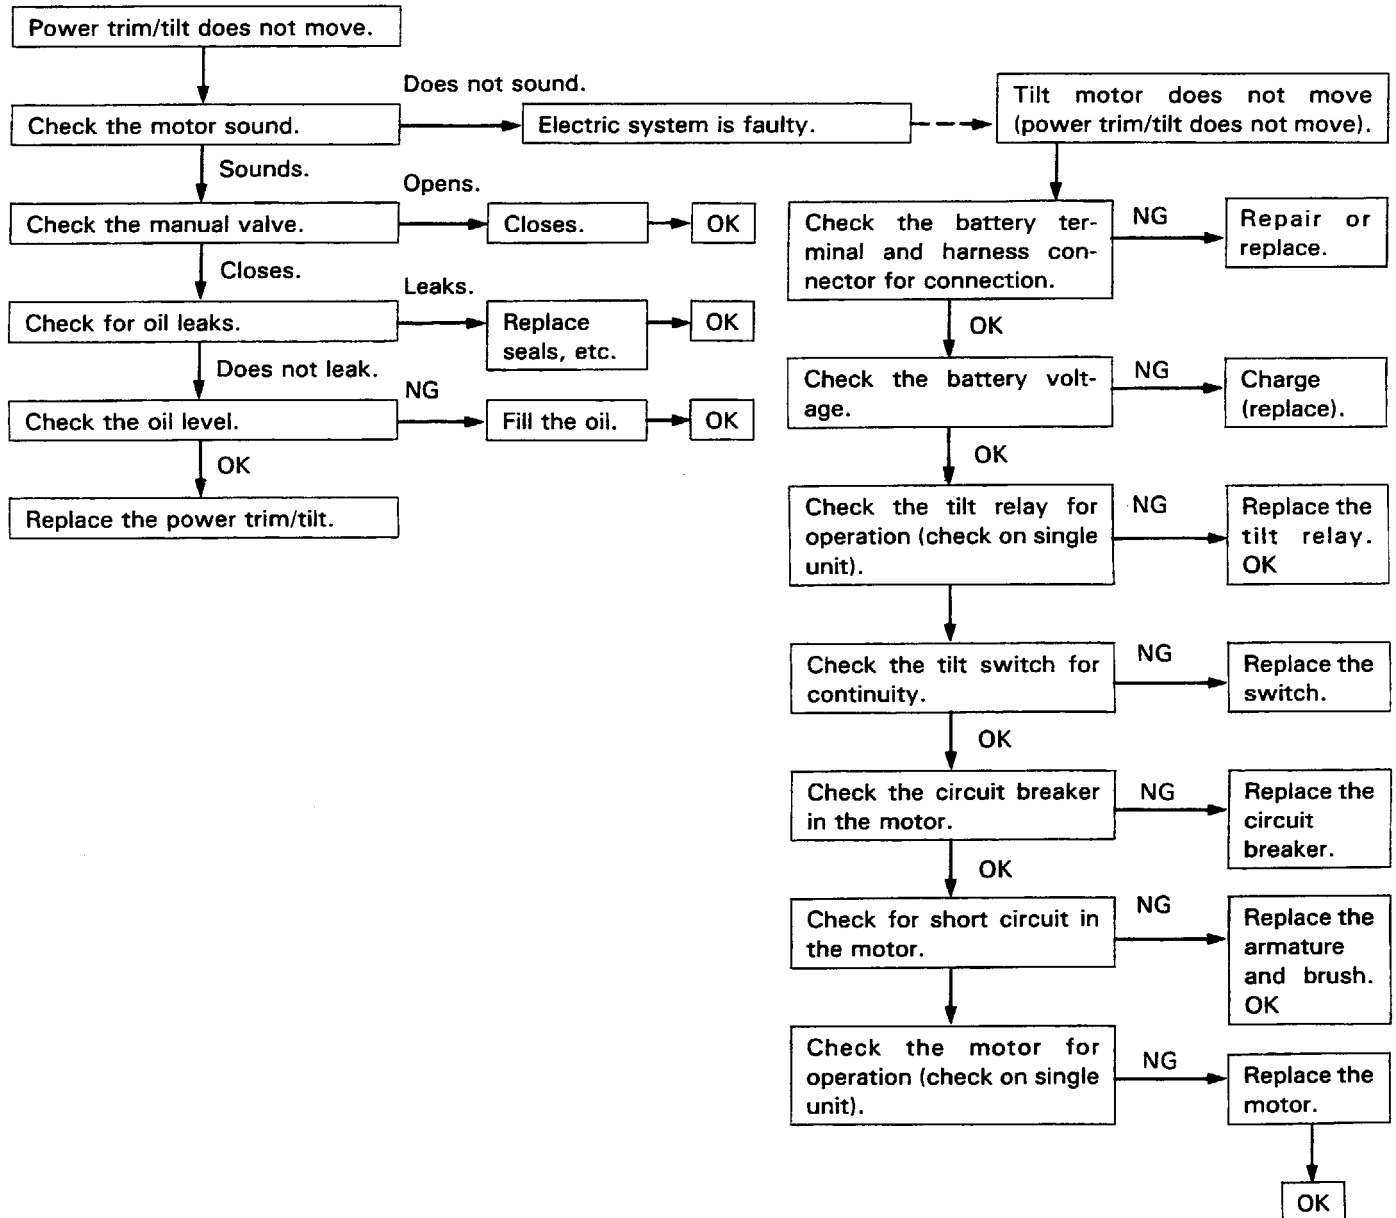 Power trim/tilt does not move.
Check the motor sound.
Does not sound.
Electric system is faulty.
Sounds.
Check the manual valve.
Opens.
Closes.
OK
Closes.
Check for oil leaks.
Leaks.
Replace
seals, etc.
OK
Does not leak.
Check the oil level.
NG
Fill the oil.
OK
OK
Replace the power trim/tilt.
Tilt motor does not move
(power trim/tilt does not move).
Check the battery ter-
minal and harness con-
nector for connection.
NG
Repair or
replace.
OK
Check the battery volt-
age.
NG
Charge
(replace).
OK
Check the tilt relay for
operation (check on single
unit).
NG
Replace the
tilt relay.
OK
Check the tilt switch for
continuity.
NG
Replace the
switch.
OK
Check the circuit breaker
in the motor.
NG
Replace the
circuit
breaker.
OK
Check for short circuit in
the motor.
NG
Replace the
armature
and brush.
OK
Check the motor for
operation (check on single
unit).
NG
Replace the
motor.
OK